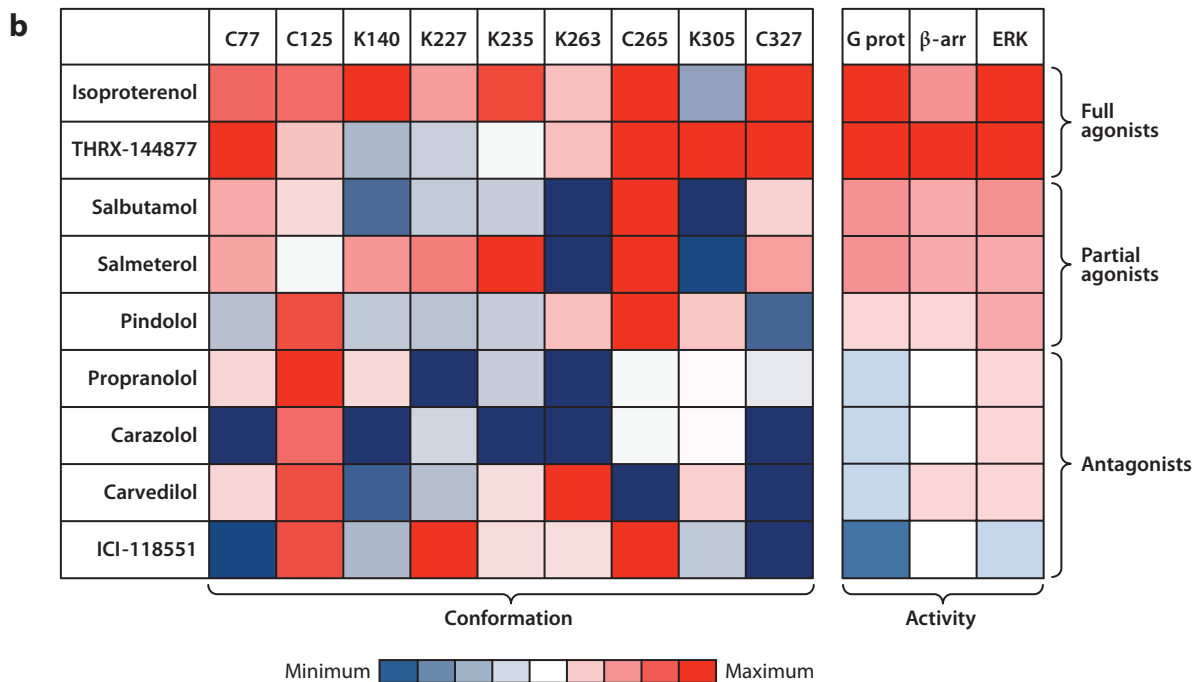 b
C77 C125 K140 K227 K235 K263 C265 K305 C327 G prot β-arr ERK
Isoproterenol
THRX-144877
Full
agonists
Salbutamol
Salmeterol
Pindolol
Partial
agonists
Propranolol
Carazolol
Carvedilol
ICI-118551
Antagonists
Conformation Activity
Minimum Maximum